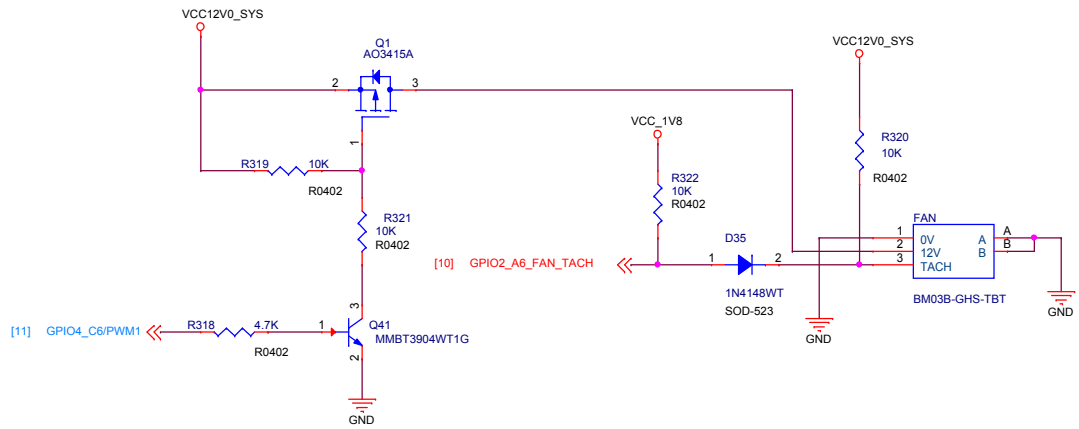 VCC12V0_SYS
Q1
AO3415A
2
3
1
R319
10K
R0402
R321
10K
R0402
[11] GPIO4_C6/PWM1
R318
4.7K
R0402
1
3
2
Q41
MMBT3904WT1G
GND
VCC_1V8
R322
10K
R0402
[10] GPIO2_A6_FAN_TACH
D35
1
2
1N4148WT
SOD-523
VCC12V0_SYS
R320
10K
R0402
FAN
1
2
3
0V
12V
TACH
A
B
A
B
BM03B-GHS-TBT
GND
GND